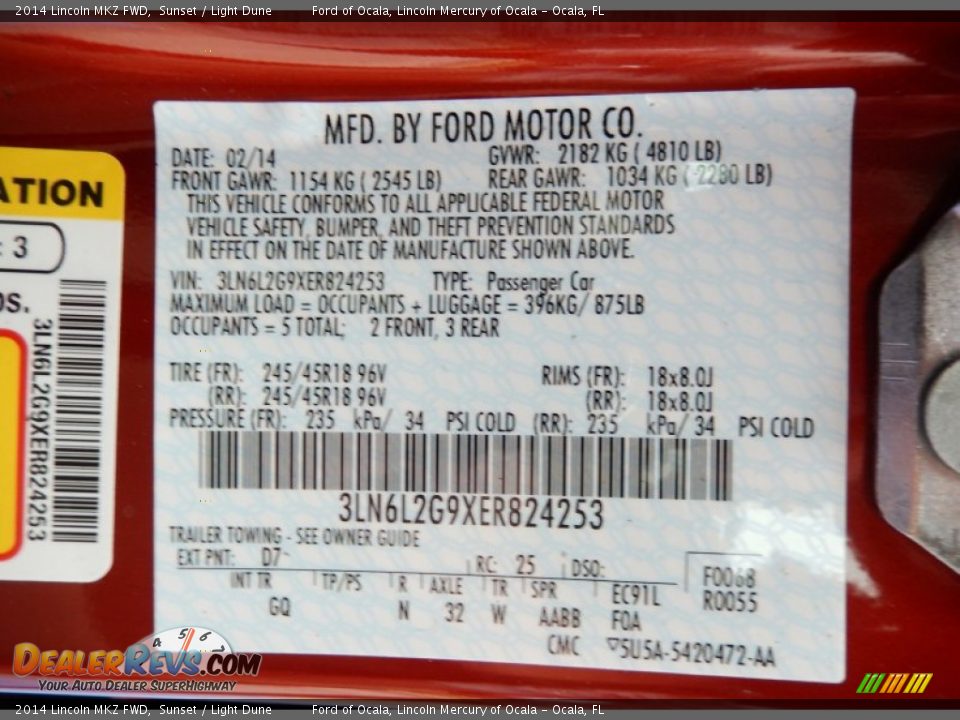 2014 Lincoln MKZ FWD, Sunset / Light Dune Ford of Ocala, Lincoln Mercury of Ocala - Ocala, FL
MFD. BY FORD MOTOR CO.
DATE: 02/14 GVWR: 2182 KG ( 4810 LB)
FRONT GAWR: 1154 KG ( 2545 LB) REAR GAWR: 1034 KG ( 2280 LB)
THIS VEHICLE CONFORMS TO ALL APPLICABLE FEDERAL MOTOR
VEHICLE SAFETY, BUMPER, AND THEFT PREVENTION STANDARDS
IN EFFECT ON THE DATE OF MANUFACTURE SHOWN ABOVE.
VIN: 3LN6L2G9XER824253 TYPE: Passenger Car
MAXIMUM LOAD = OCCUPANTS + LUGGAGE = 396KG/ 875LB
OCCUPANTS = 5 TOTAL; 2 FRONT, 3 REAR
TIRE (FR): 245/45R18 96V RIMS (FR): 18x8.0J
(RR): 245/45R18 96V (RR): 18x8.0J
PRESSURE (FR): 235 kPa/ 34 PSI COLD (RR): 235 kPa/ 34 PSI COLD
3LN6L2G9XER824253
TRAILER TOWING - SEE OWNER GUIDE
EXT PNT: D7 RC: 25 DSO: F0068
INT TR TP/PS R AXLE TR SPR EC91L R0055
GQ N 32 W AABB FOA
CMC ▽5U5A-5420472-AA
ATION
: 3
OS.
3LN6L2G9XER824253
4 5 6 7
DEALERREVS.COM
YOUR AUTO DEALER SUPERHIGHWAY
2014 Lincoln MKZ FWD, Sunset / Light Dune Ford of Ocala, Lincoln Mercury of Ocala - Ocala, FL